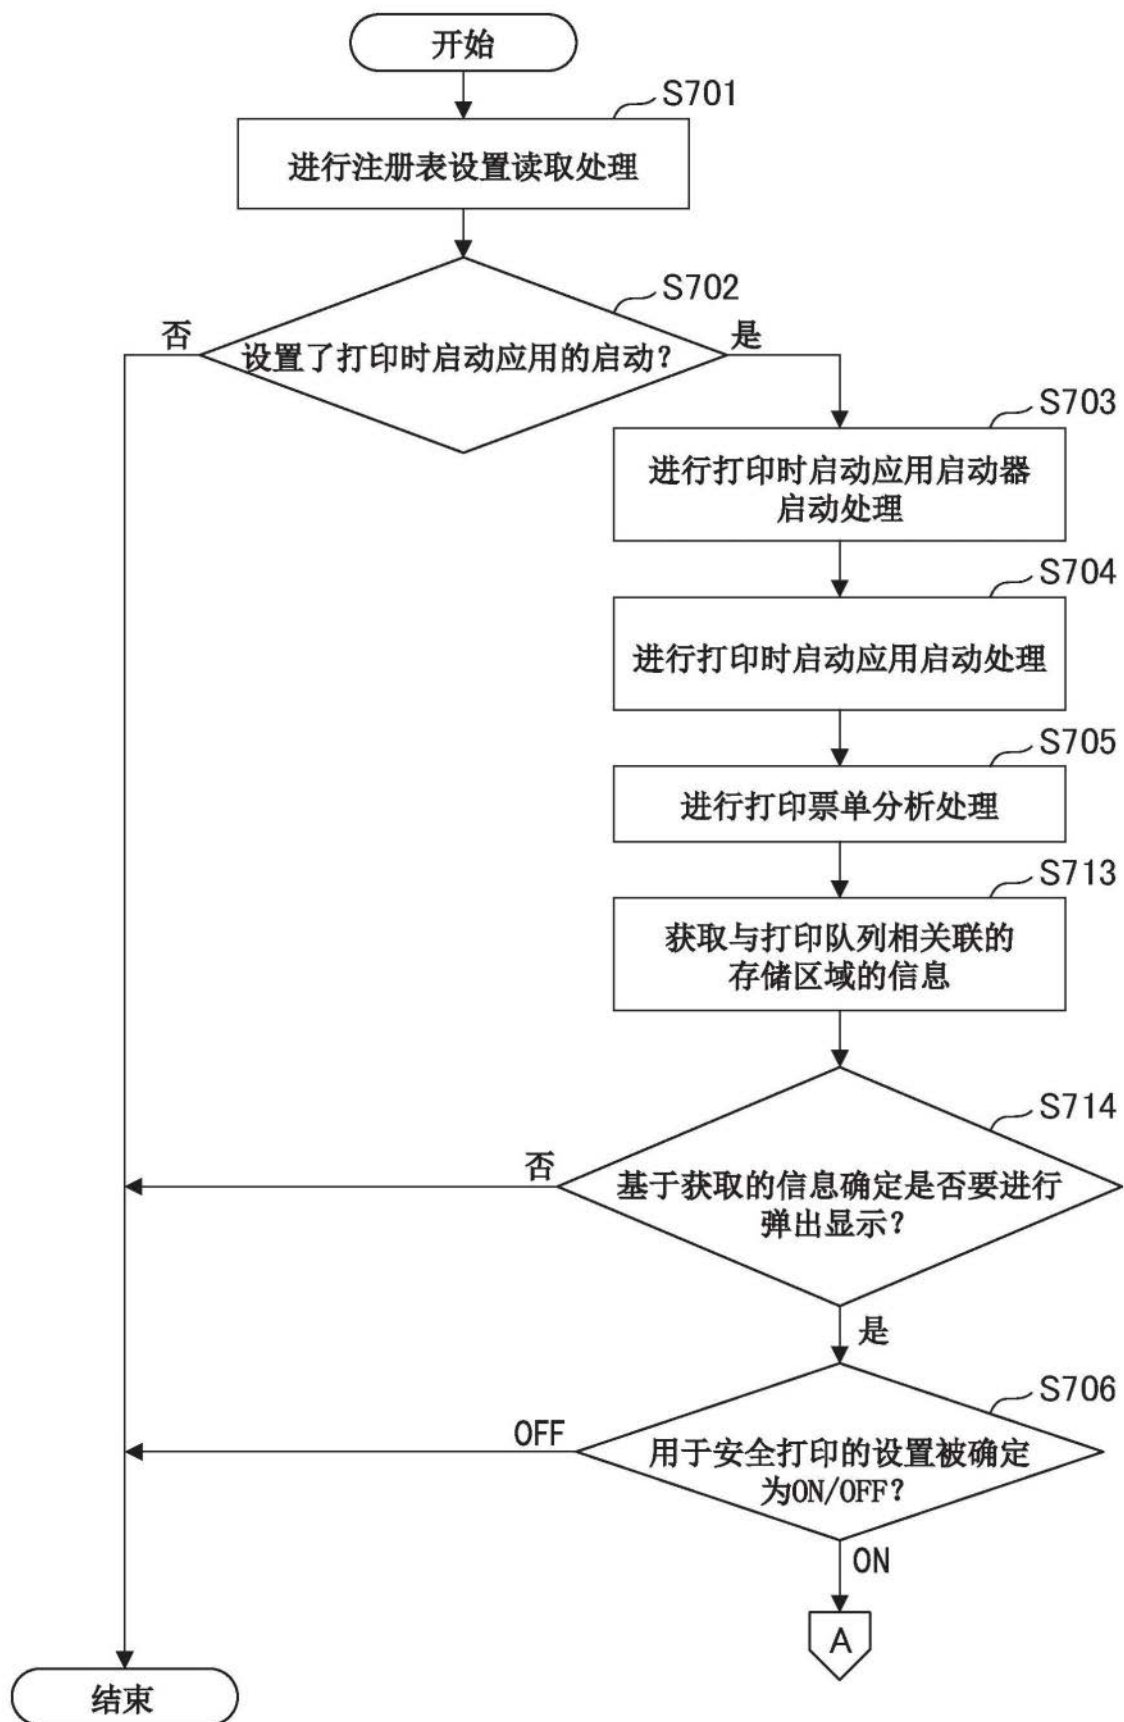 开始
S701
进行注册表设置读取处理
S702
否
是
设置了打印时启动应用的启动？
S703
进行打印时启动应用启动器
启动处理
S704
进行打印时启动应用启动处理
S705
进行打印票单分析处理
S713
获取与打印队列相关联的
存储区域的信息
S714
否
基于获取的信息确定是否要进行
弹出显示？
是
S706
OFF
用于安全打印的设置被确定
为ON/OFF？
ON
A
结束